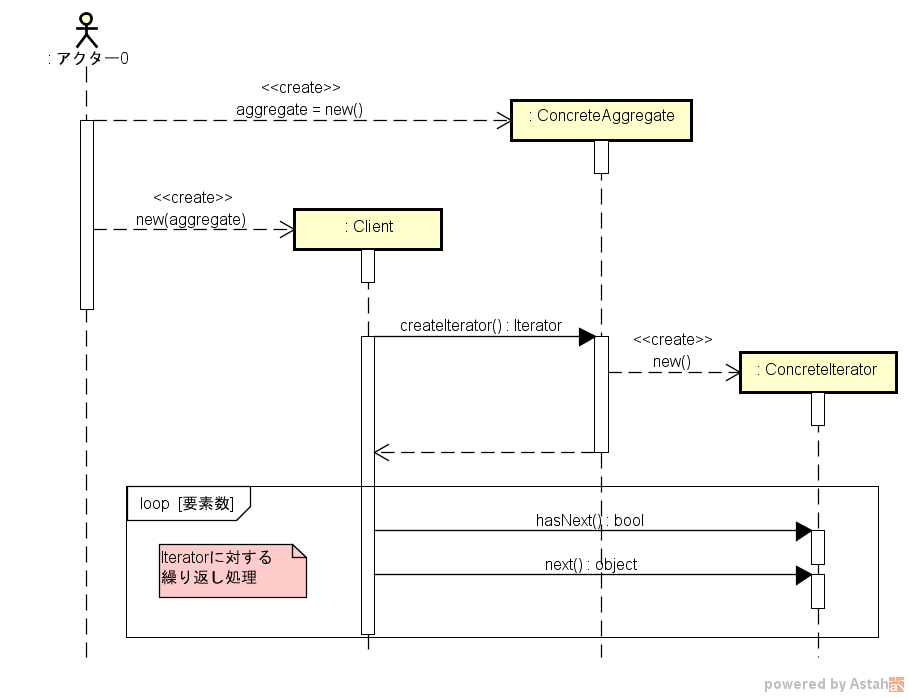 : アクター0
<<create>>
aggregate = new()
: ConcreteAggregate
<<create>>
new(aggregate)
: Client
createIterator() : Iterator
<<create>>
new()
: ConcreteIterator
loop [要素数]
hasNext() : bool
Iteratorに対する
繰り返し処理
next() : object
powered by Astah